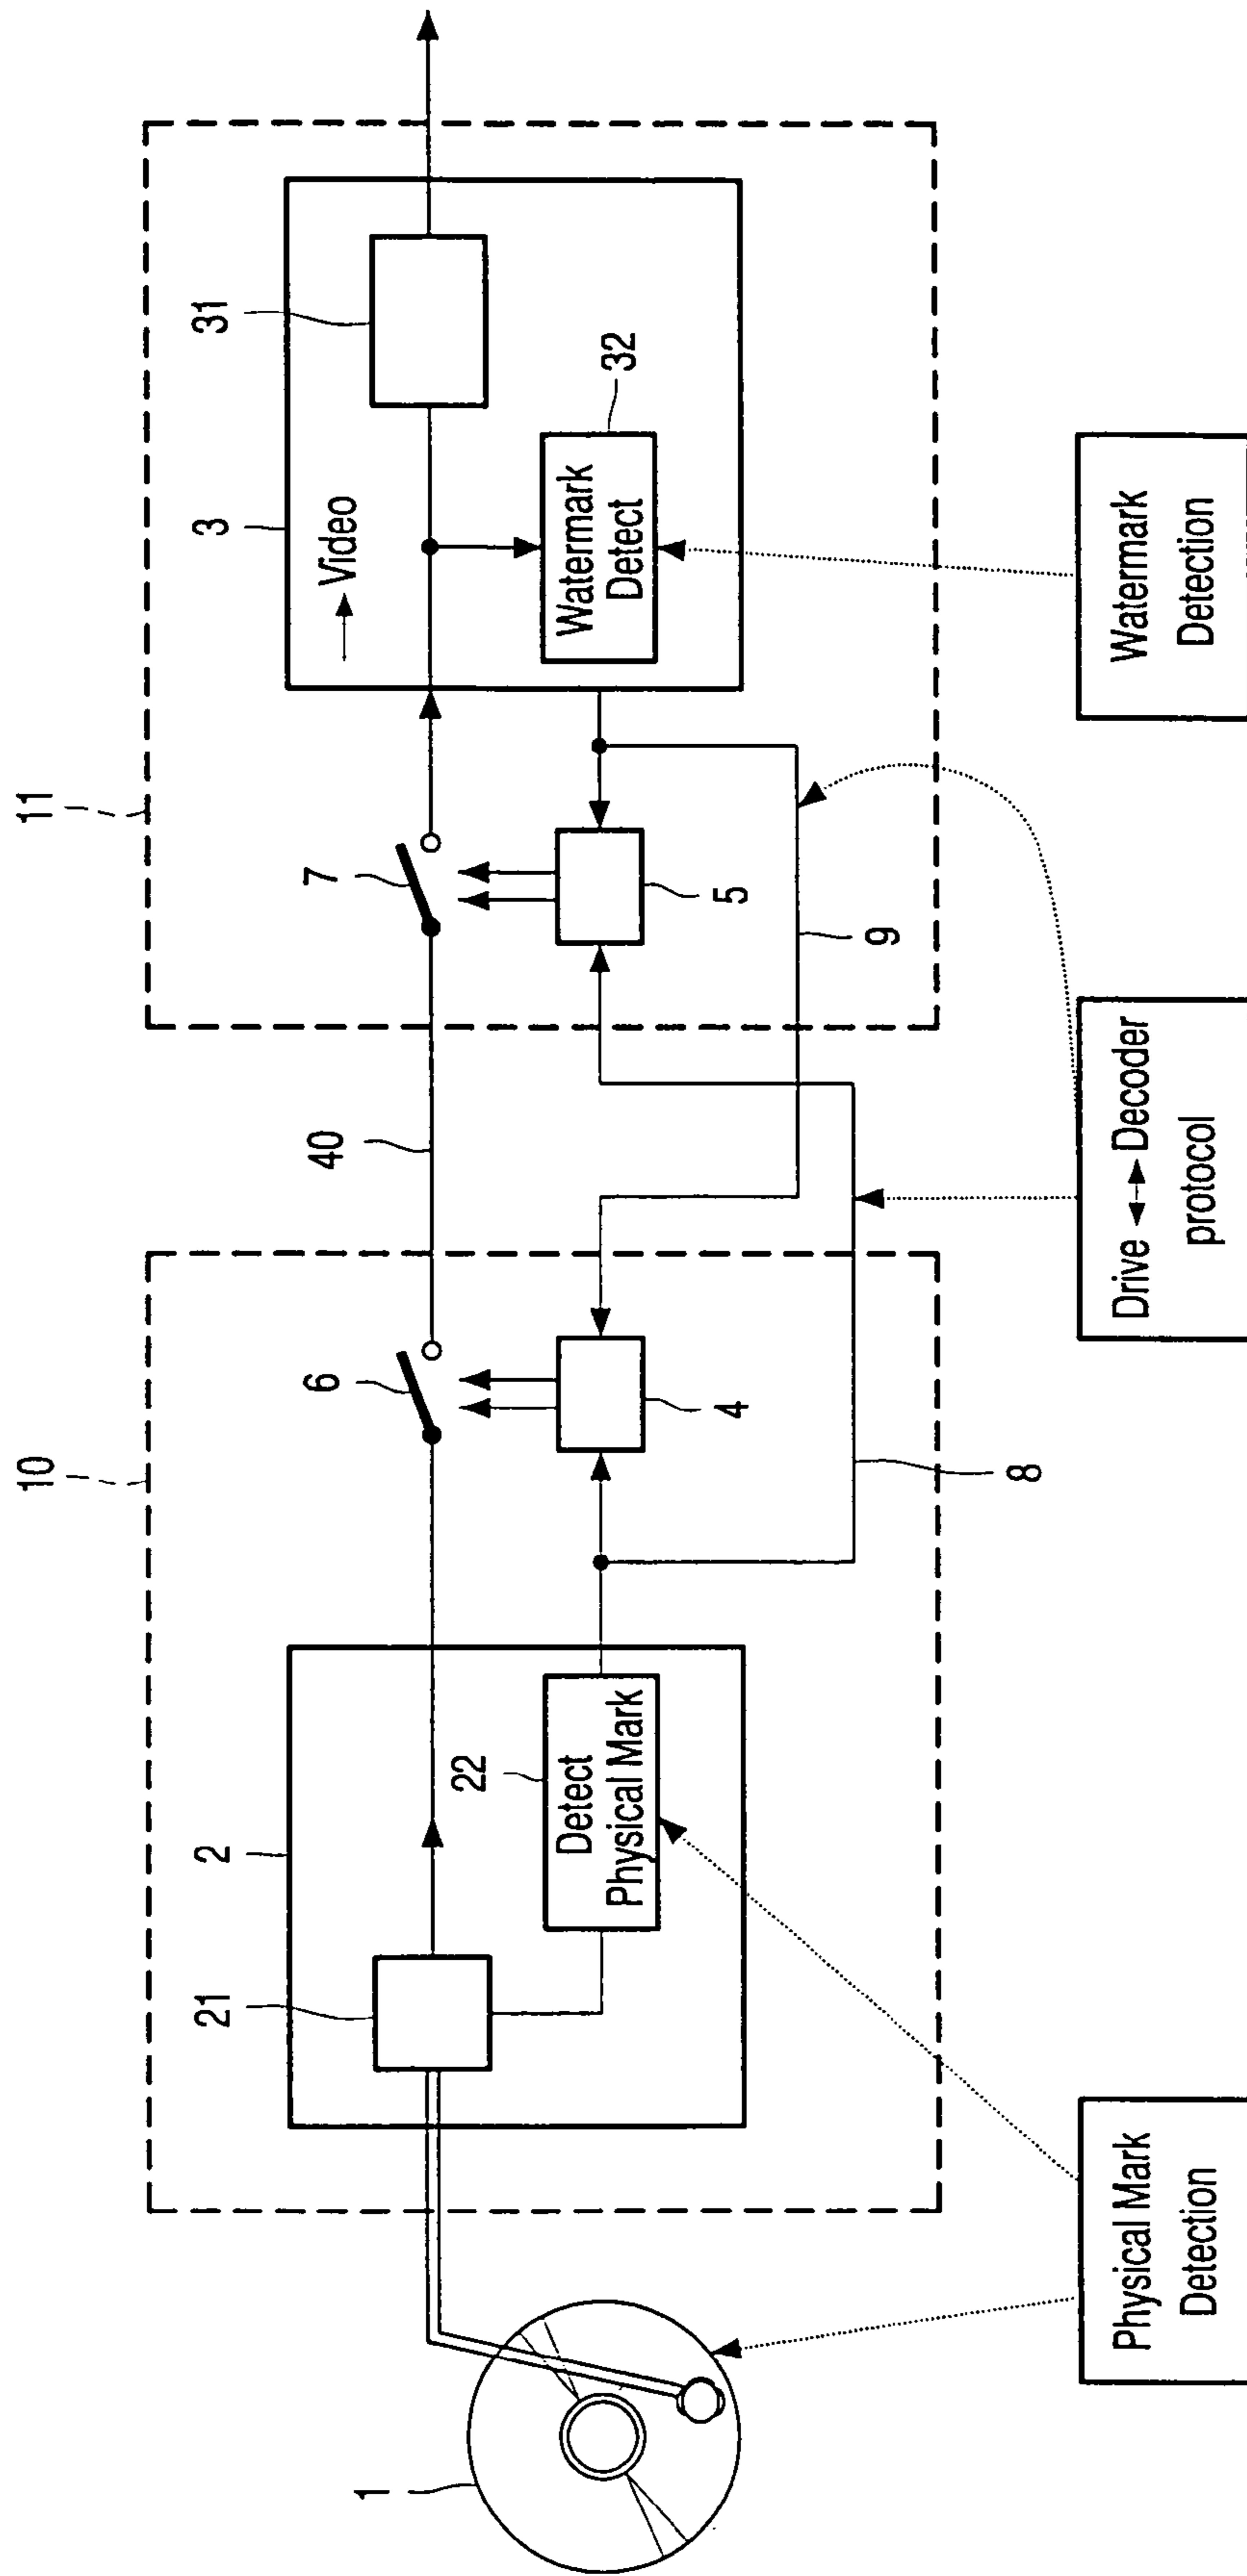 10
11
2
21
22
6
40
7
3
31
→ Video
1
Detect
Physical Mark
4
5
Watermark
Detect
32
9
8
Physical Mark
Detection
Drive ↔ Decoder
protocol
Watermark
Detection